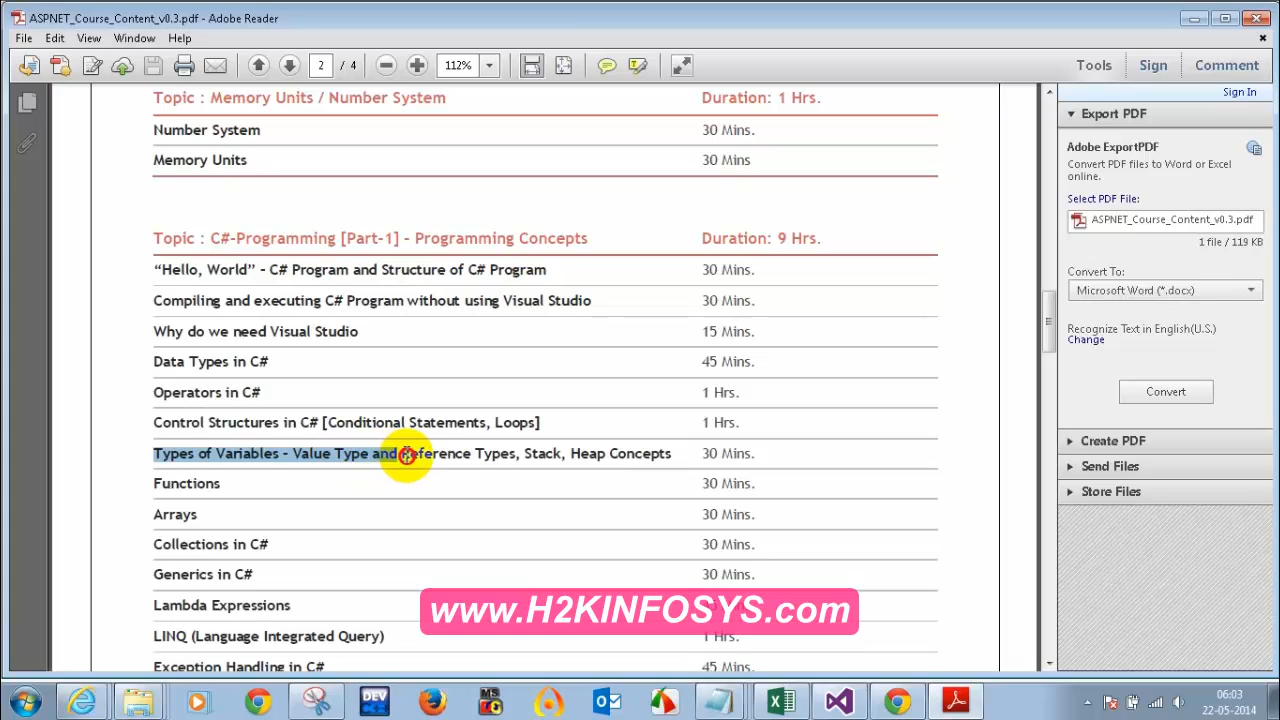 ASPNET_Course_Content_v0.3.pdf - Adobe Reader
File Edit View Window Help
2 / 4 112% Tools Sign Comment
Sign In
Topic : Memory Units / Number System Duration: 1 Hrs.
Number System 30 Mins.
Memory Units 30 Mins
Topic : C#-Programming [Part-1] - Programming Concepts Duration: 9 Hrs.
“Hello, World” - C# Program and Structure of C# Program 30 Mins.
Compiling and executing C# Program without using Visual Studio 30 Mins.
Why do we need Visual Studio 15 Mins.
Data Types in C# 45 Mins.
Operators in C# 1 Hrs.
Control Structures in C# [Conditional Statements, Loops] 1 Hrs.
Types of Variables - Value Type and Reference Types, Stack, Heap Concepts 30 Mins.
Functions 30 Mins.
Arrays 30 Mins.
Collections in C# 30 Mins.
Generics in C# 30 Mins.
Lambda Expressions
LINQ (Language Integrated Query) 1 Hrs.
Exception Handling in C# 45 Mins.
www.H2KINFOSYS.com
Export PDF
Adobe ExportPDF
Convert PDF files to Word or Excel
online.
Select PDF File:
ASPNET_Course_Content_v0.3.pdf
1 file / 119 KB
Convert To:
Microsoft Word (*.docx)
Recognize Text in English(U.S.)
Change
Convert
Create PDF
Send Files
Store Files
DEV
MS
06:03
22-05-2014